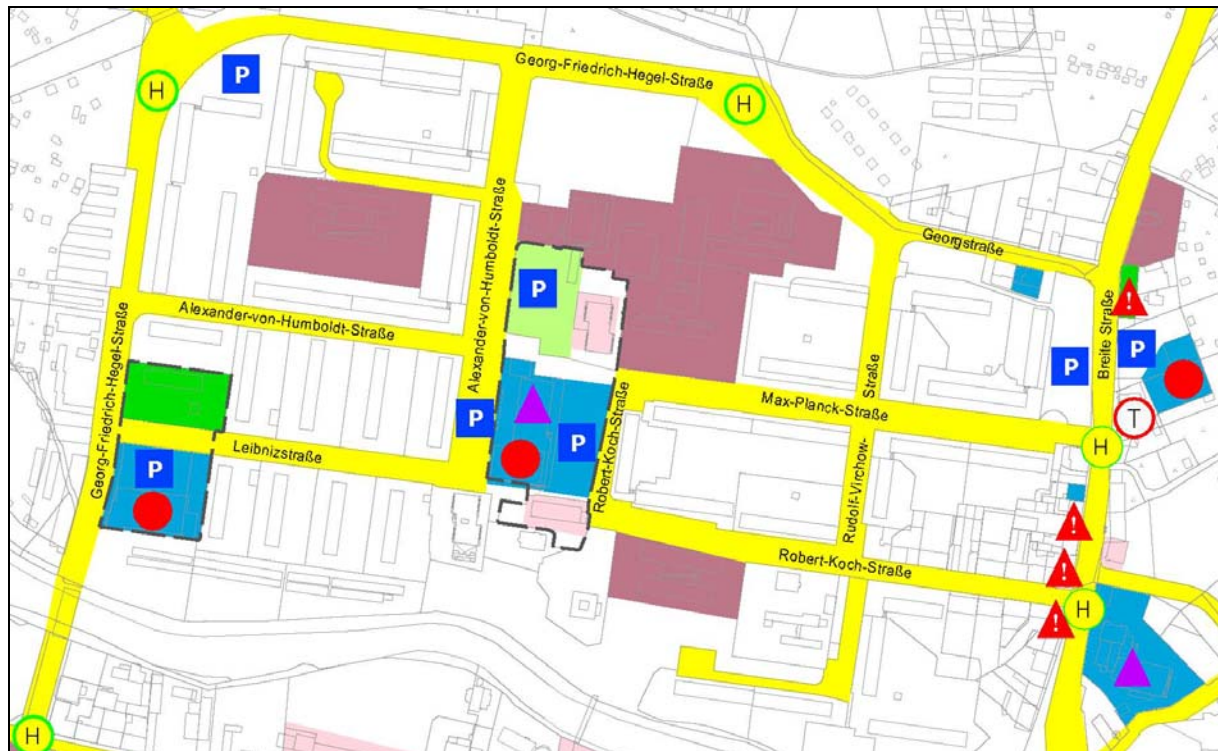 Georg-Friedrich-Hegel-Straße
H
P
H
Alexander-von-Humboldt-Straße
Georgstraße
P
!
Alexander-von-Humboldt-Straße
Breite Straße
P
P
Georg-Friedrich-Hegel-Straße
Straße
Max-Planck-Straße
P
P
T
H
Leibnizstraße
P
Robert-Koch-Straße
Rudolf-Virchow-
!
Robert-Koch-Straße
!
H
!
H